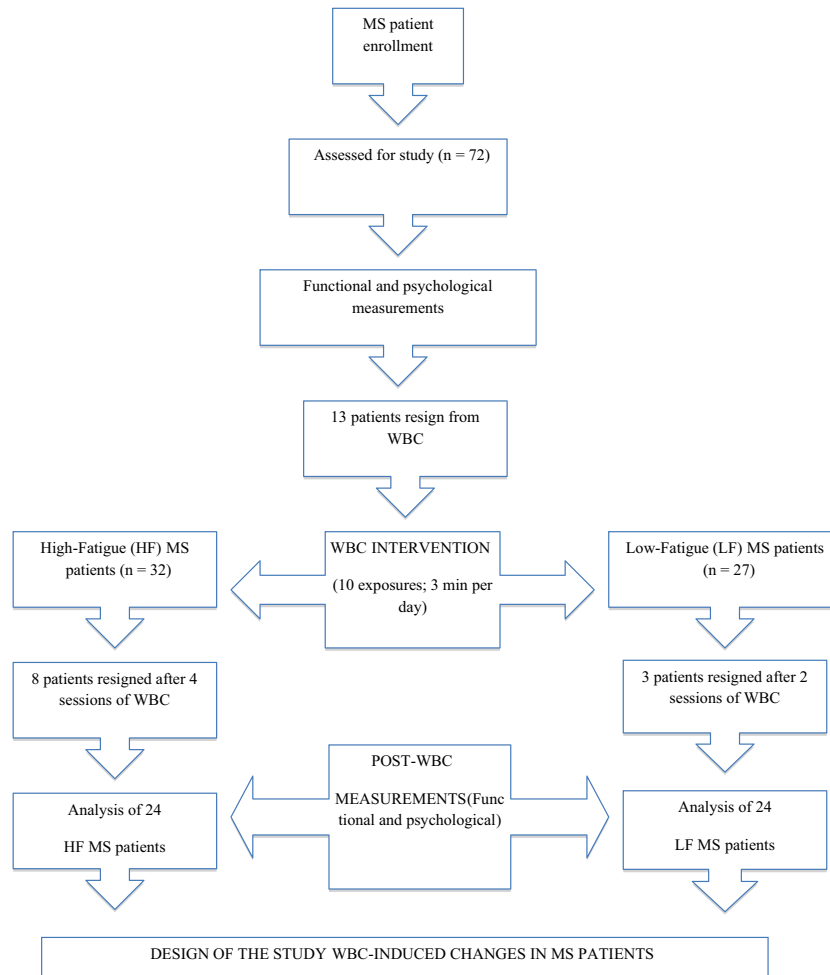 MS patient
enrollment
Assessed for study (n = 72)
Functional and psychological
measurements
13 patients resign from
WBC
High-Fatigue (HF) MS
patients (n = 32)
WBC INTERVENTION
(10 exposures; 3 min per
day)
Low-Fatigue (LF) MS patients
(n = 27)
8 patients resigned after 4
sessions of WBC
3 patients resigned after 2
sessions of WBC
Analysis of 24
HF MS patients
POST-WBC
MEASUREMENTS(Func
tional and psychological)
Analysis of 24
LF MS patients
DESIGN OF THE STUDY WBC-INDUCED CHANGES IN MS PATIENTS